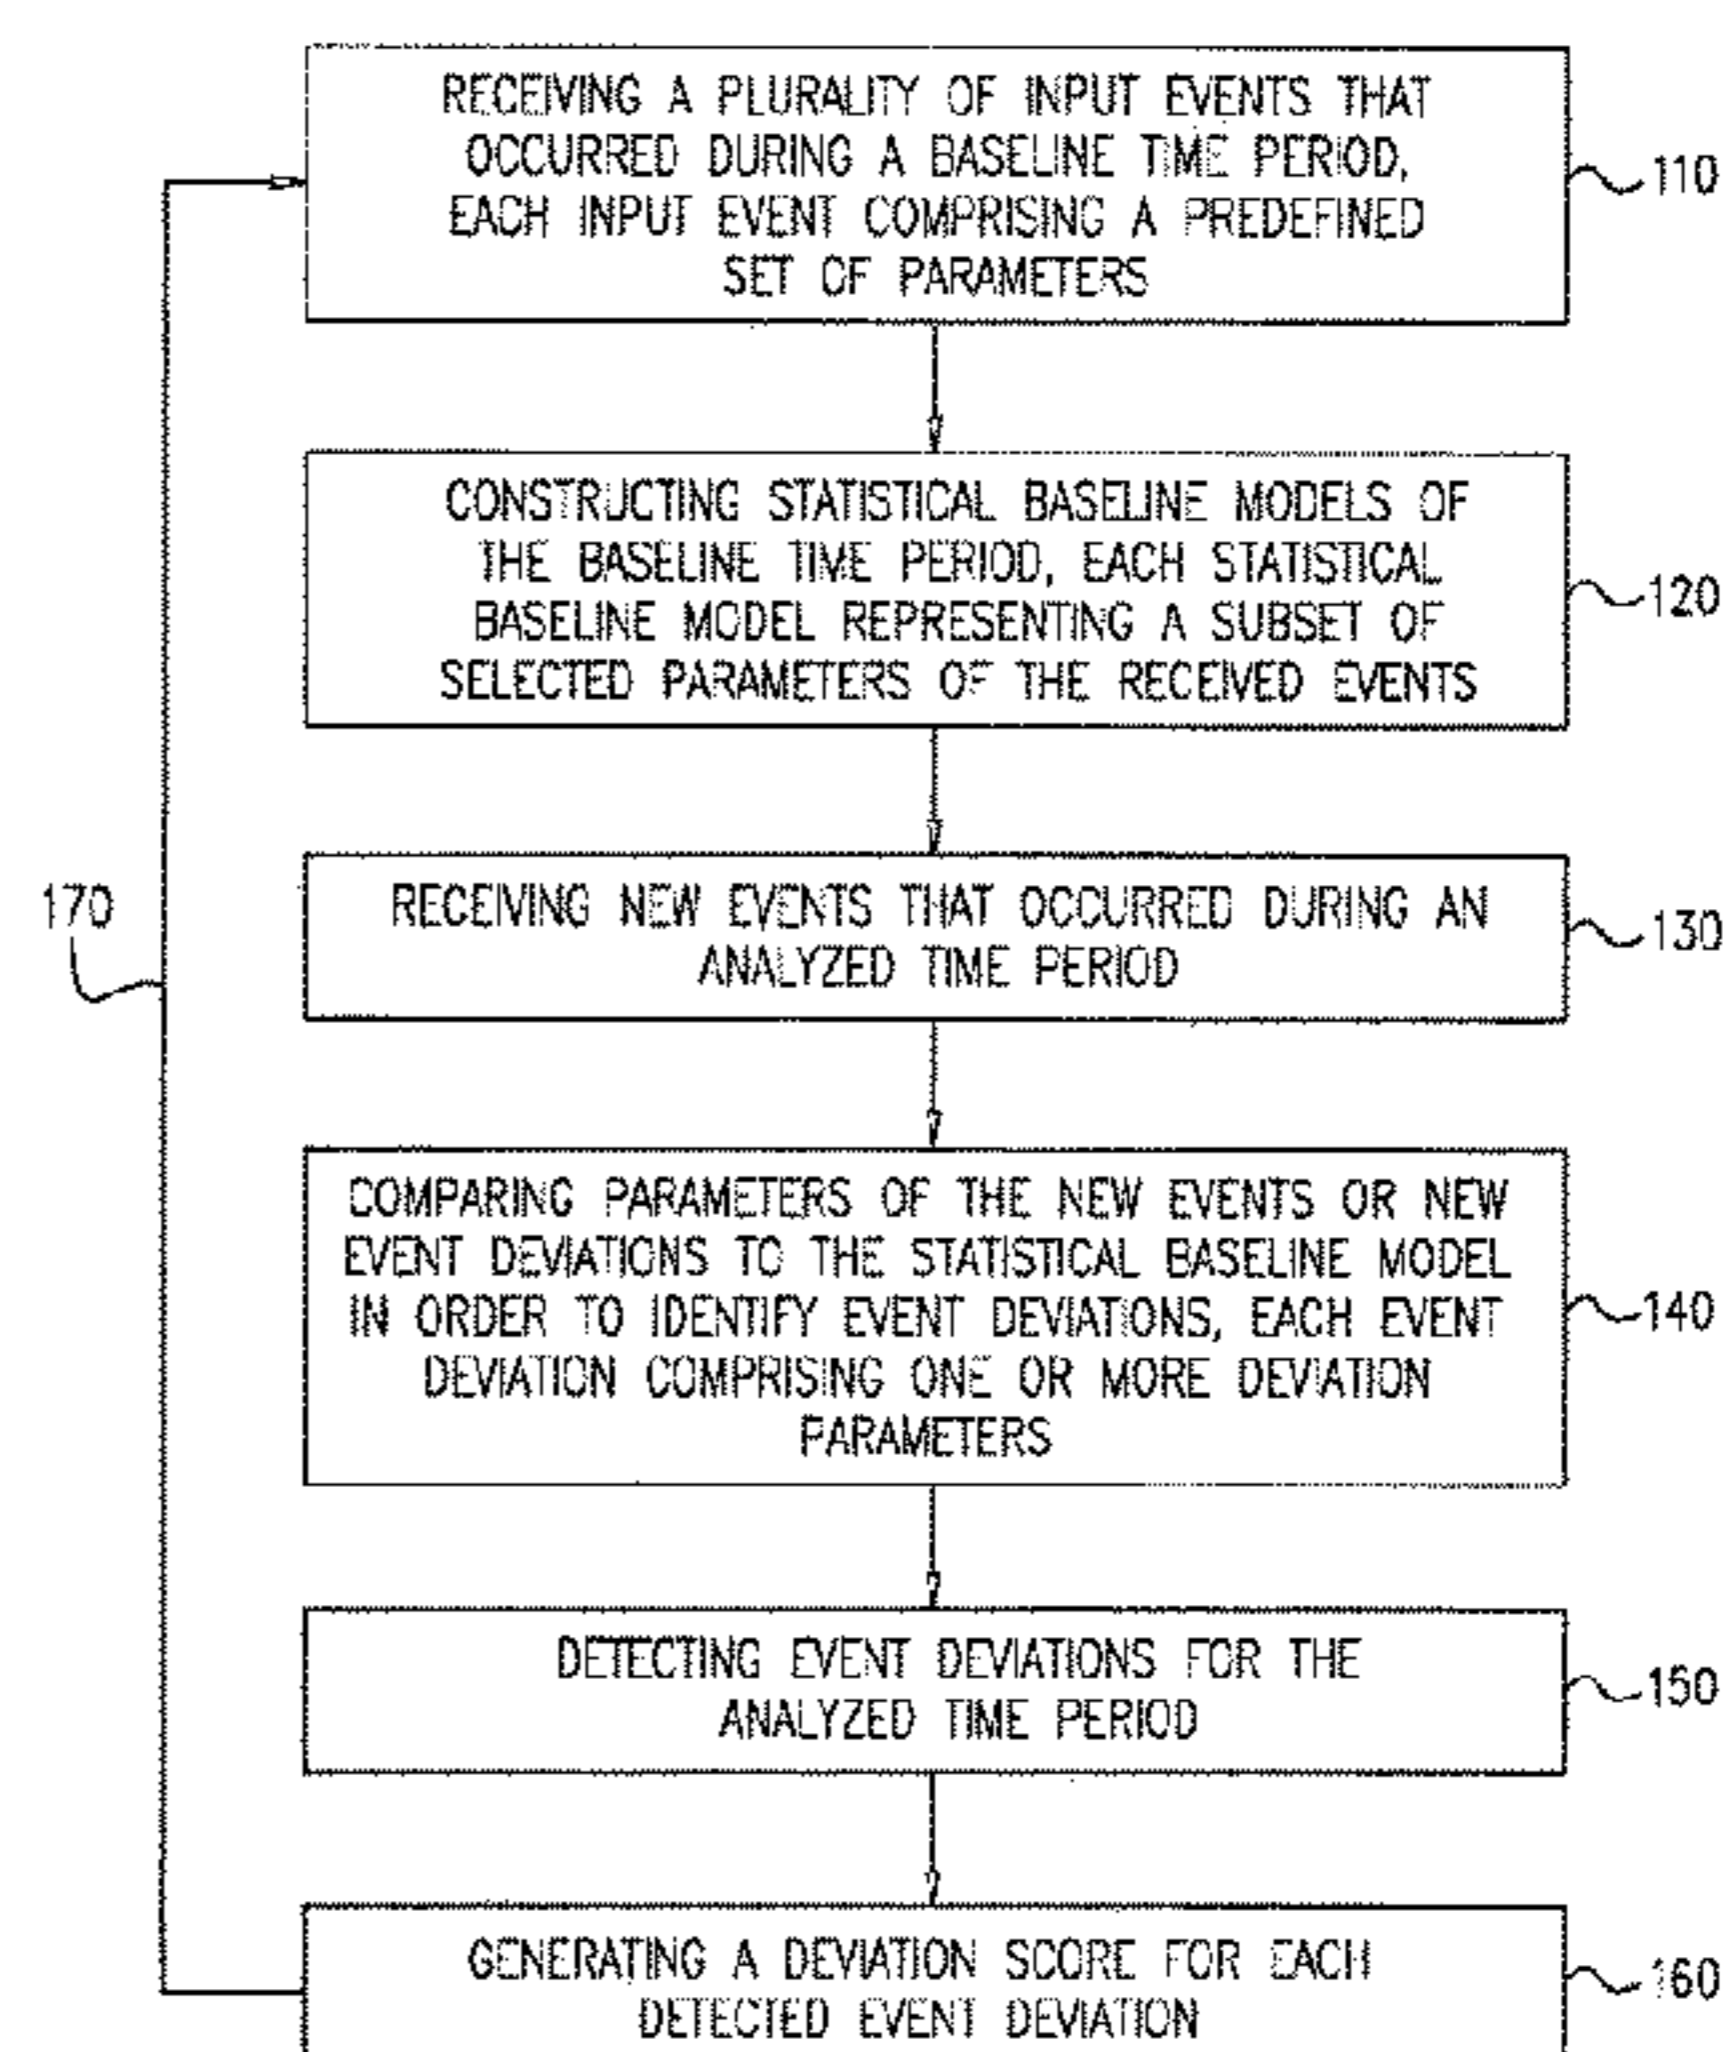 RECEIVING A PLURALITY OF INPUT EVENTS THAT
OCCURRED DURING A BASELINE TIME PERIOD,
EACH INPUT EVENT COMPRISING A PREDEFINED
SET OF PARAMETERS
110
CONSTRUCTING STATISTICAL BASELINE MODELS OF
THE BASELINE TIME PERIOD, EACH STATISTICAL
BASELINE MODEL REPRESENTING A SUBSET OF
SELECTED PARAMETERS OF THE RECEIVED EVENTS
120
170
RECEIVING NEW EVENTS THAT OCCURRED DURING AN
ANALYZED TIME PERIOD
130
COMPARING PARAMETERS OF THE NEW EVENTS OR NEW
EVENT DEVIATIONS TO THE STATISTICAL BASELINE MODEL
IN ORDER TO IDENTIFY EVENT DEVIATIONS, EACH EVENT
DEVIATION COMPRISING ONE OR MORE DEVIATION
PARAMETERS
140
DETECTING EVENT DEVIATIONS FOR THE
ANALYZED TIME PERIOD
150
GENERATING A DEVIATION SCORE FOR EACH
DETECTED EVENT DEVIATION
160